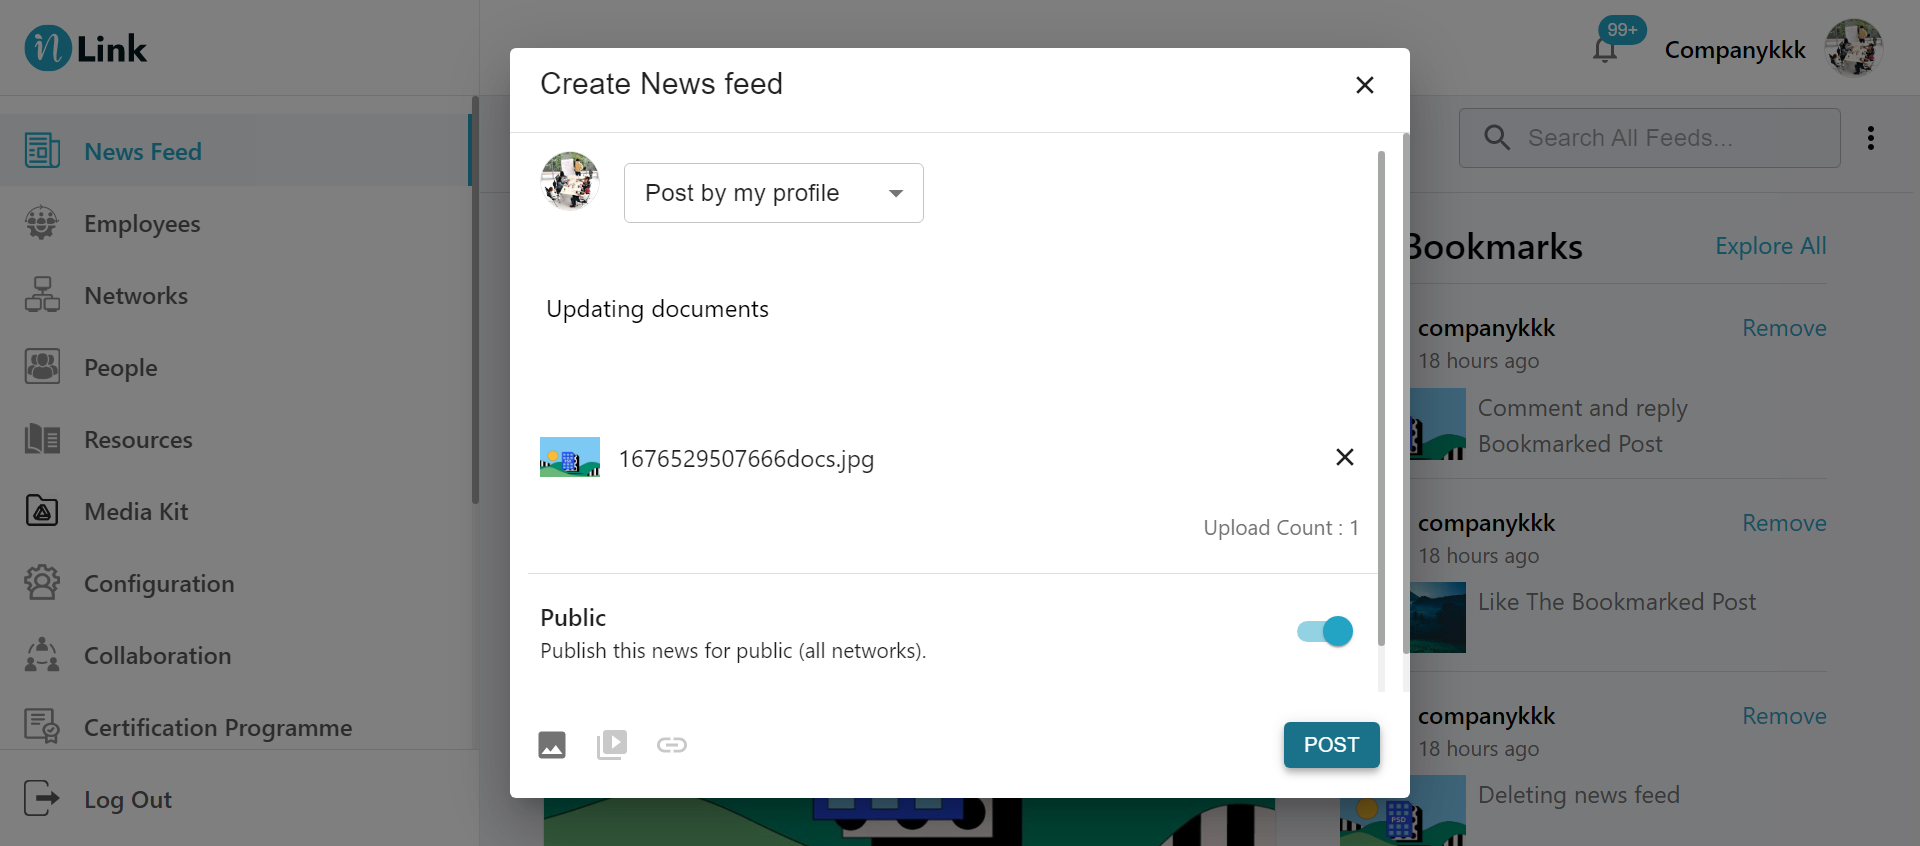 n Link
99+
Companykkk
News Feed
Employees
Networks
People
Resources
Media Kit
Configuration
Collaboration
Certification Programme
Log Out
Create News feed
Post by my profile
Updating documents
1676529507666docs.jpg
Upload Count : 1
Public
Publish this news for public (all networks).
POST
Search All Feeds...
Bookmarks
Explore All
companykkk
Remove
18 hours ago
Comment and reply
Bookmarked Post
companykkk
Remove
18 hours ago
Like The Bookmarked Post
companykkk
Remove
18 hours ago
PSD
Deleting news feed